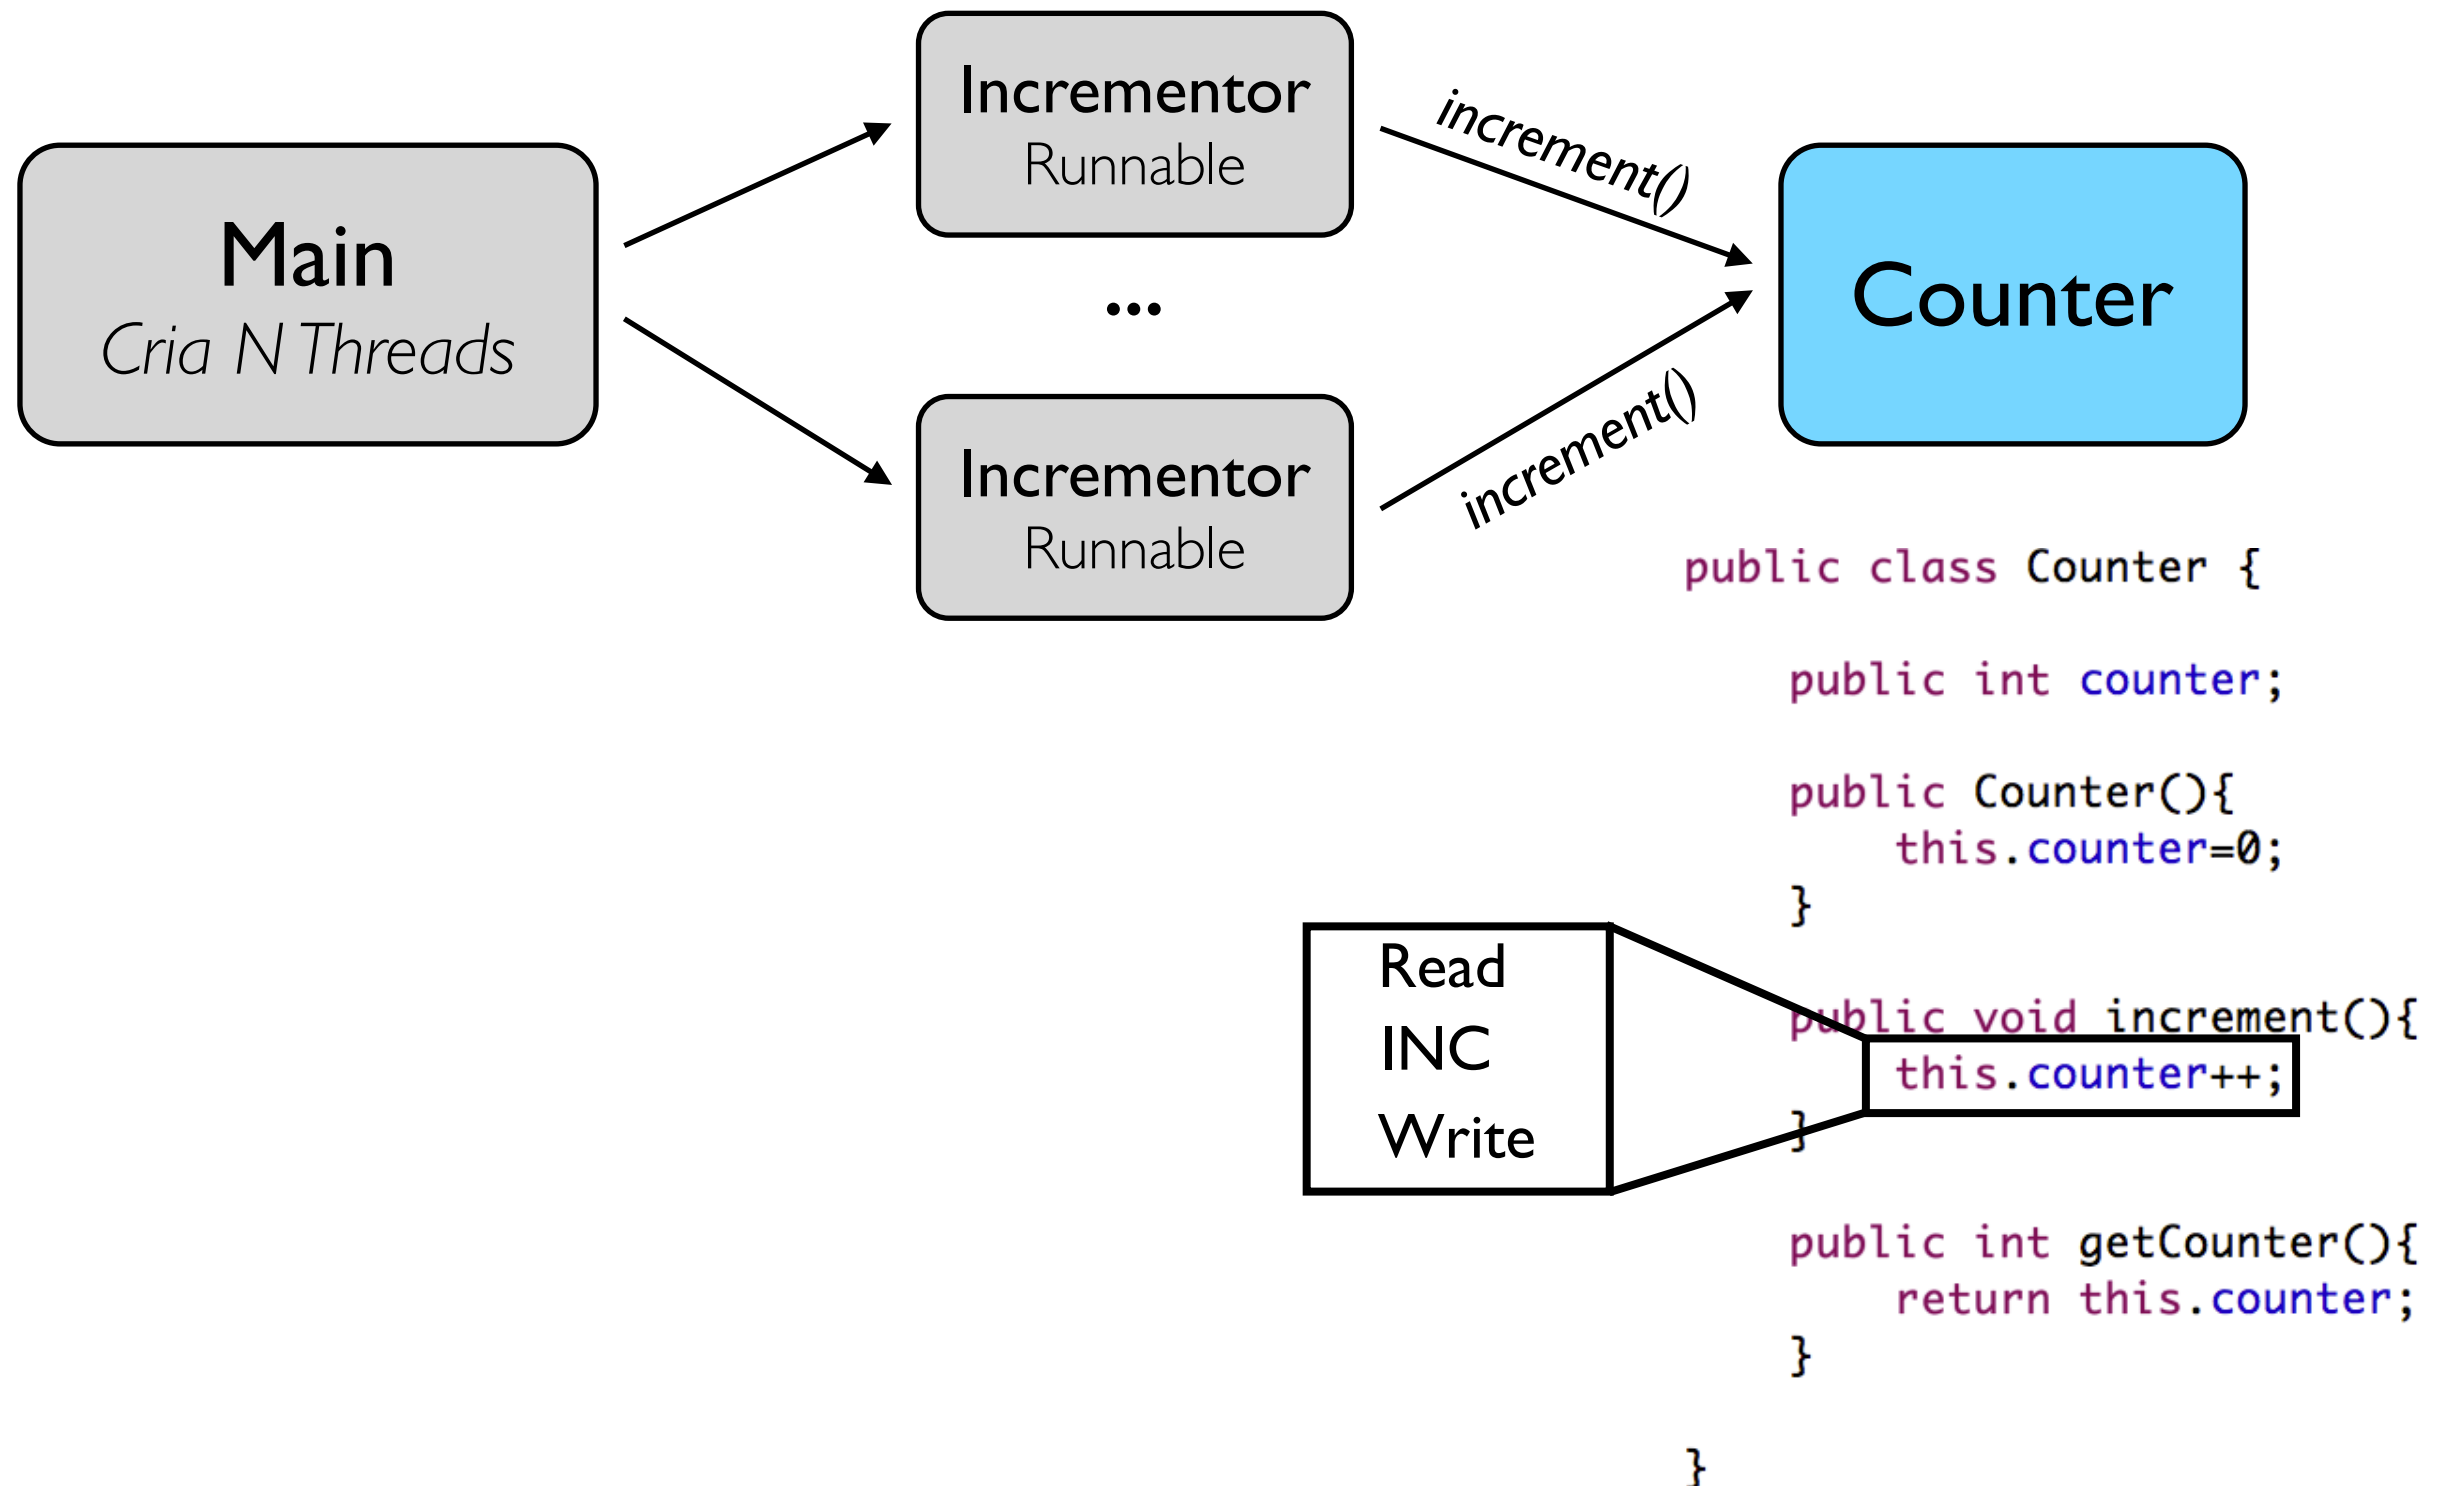 Main
Cria N Threads
Incrementor
Runnable
...
Incrementor
Runnable
increment()
increment()
Counter
public class Counter {
public int counter;
public Counter(){
this.counter=0;
}
public void increment(){
this.counter++;
}
public int getCounter(){
return this.counter;
}
}
Read
INC
Write